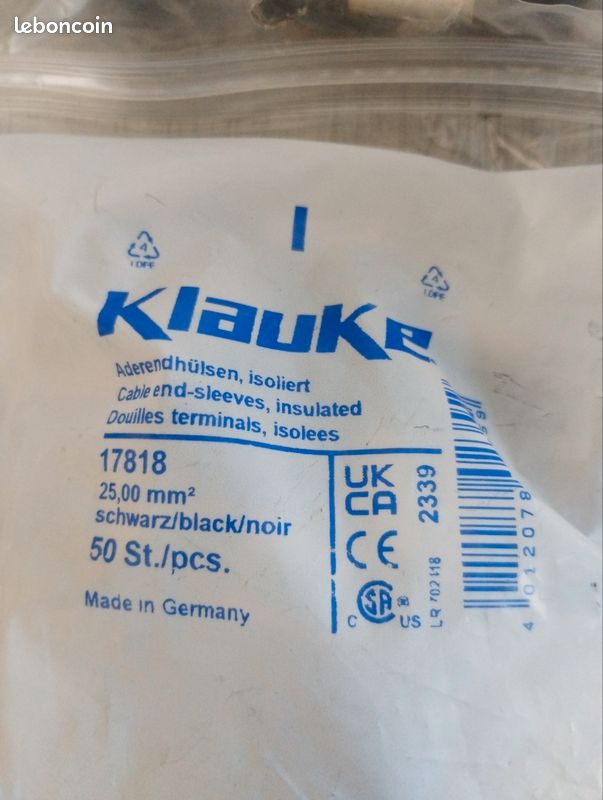 leboncoin
I
4
LDPE
4
LDPE
Klauke
Aderendhülsen, isoliert
Cable end-sleeves, insulated
Douilles terminals, isolees
17818
25,00 mm²
schwarz/black/noir
50 St./pcs.
Made in Germany
UK
CA
2339
CE
CSA ®
C US
LR 702118
4 012078